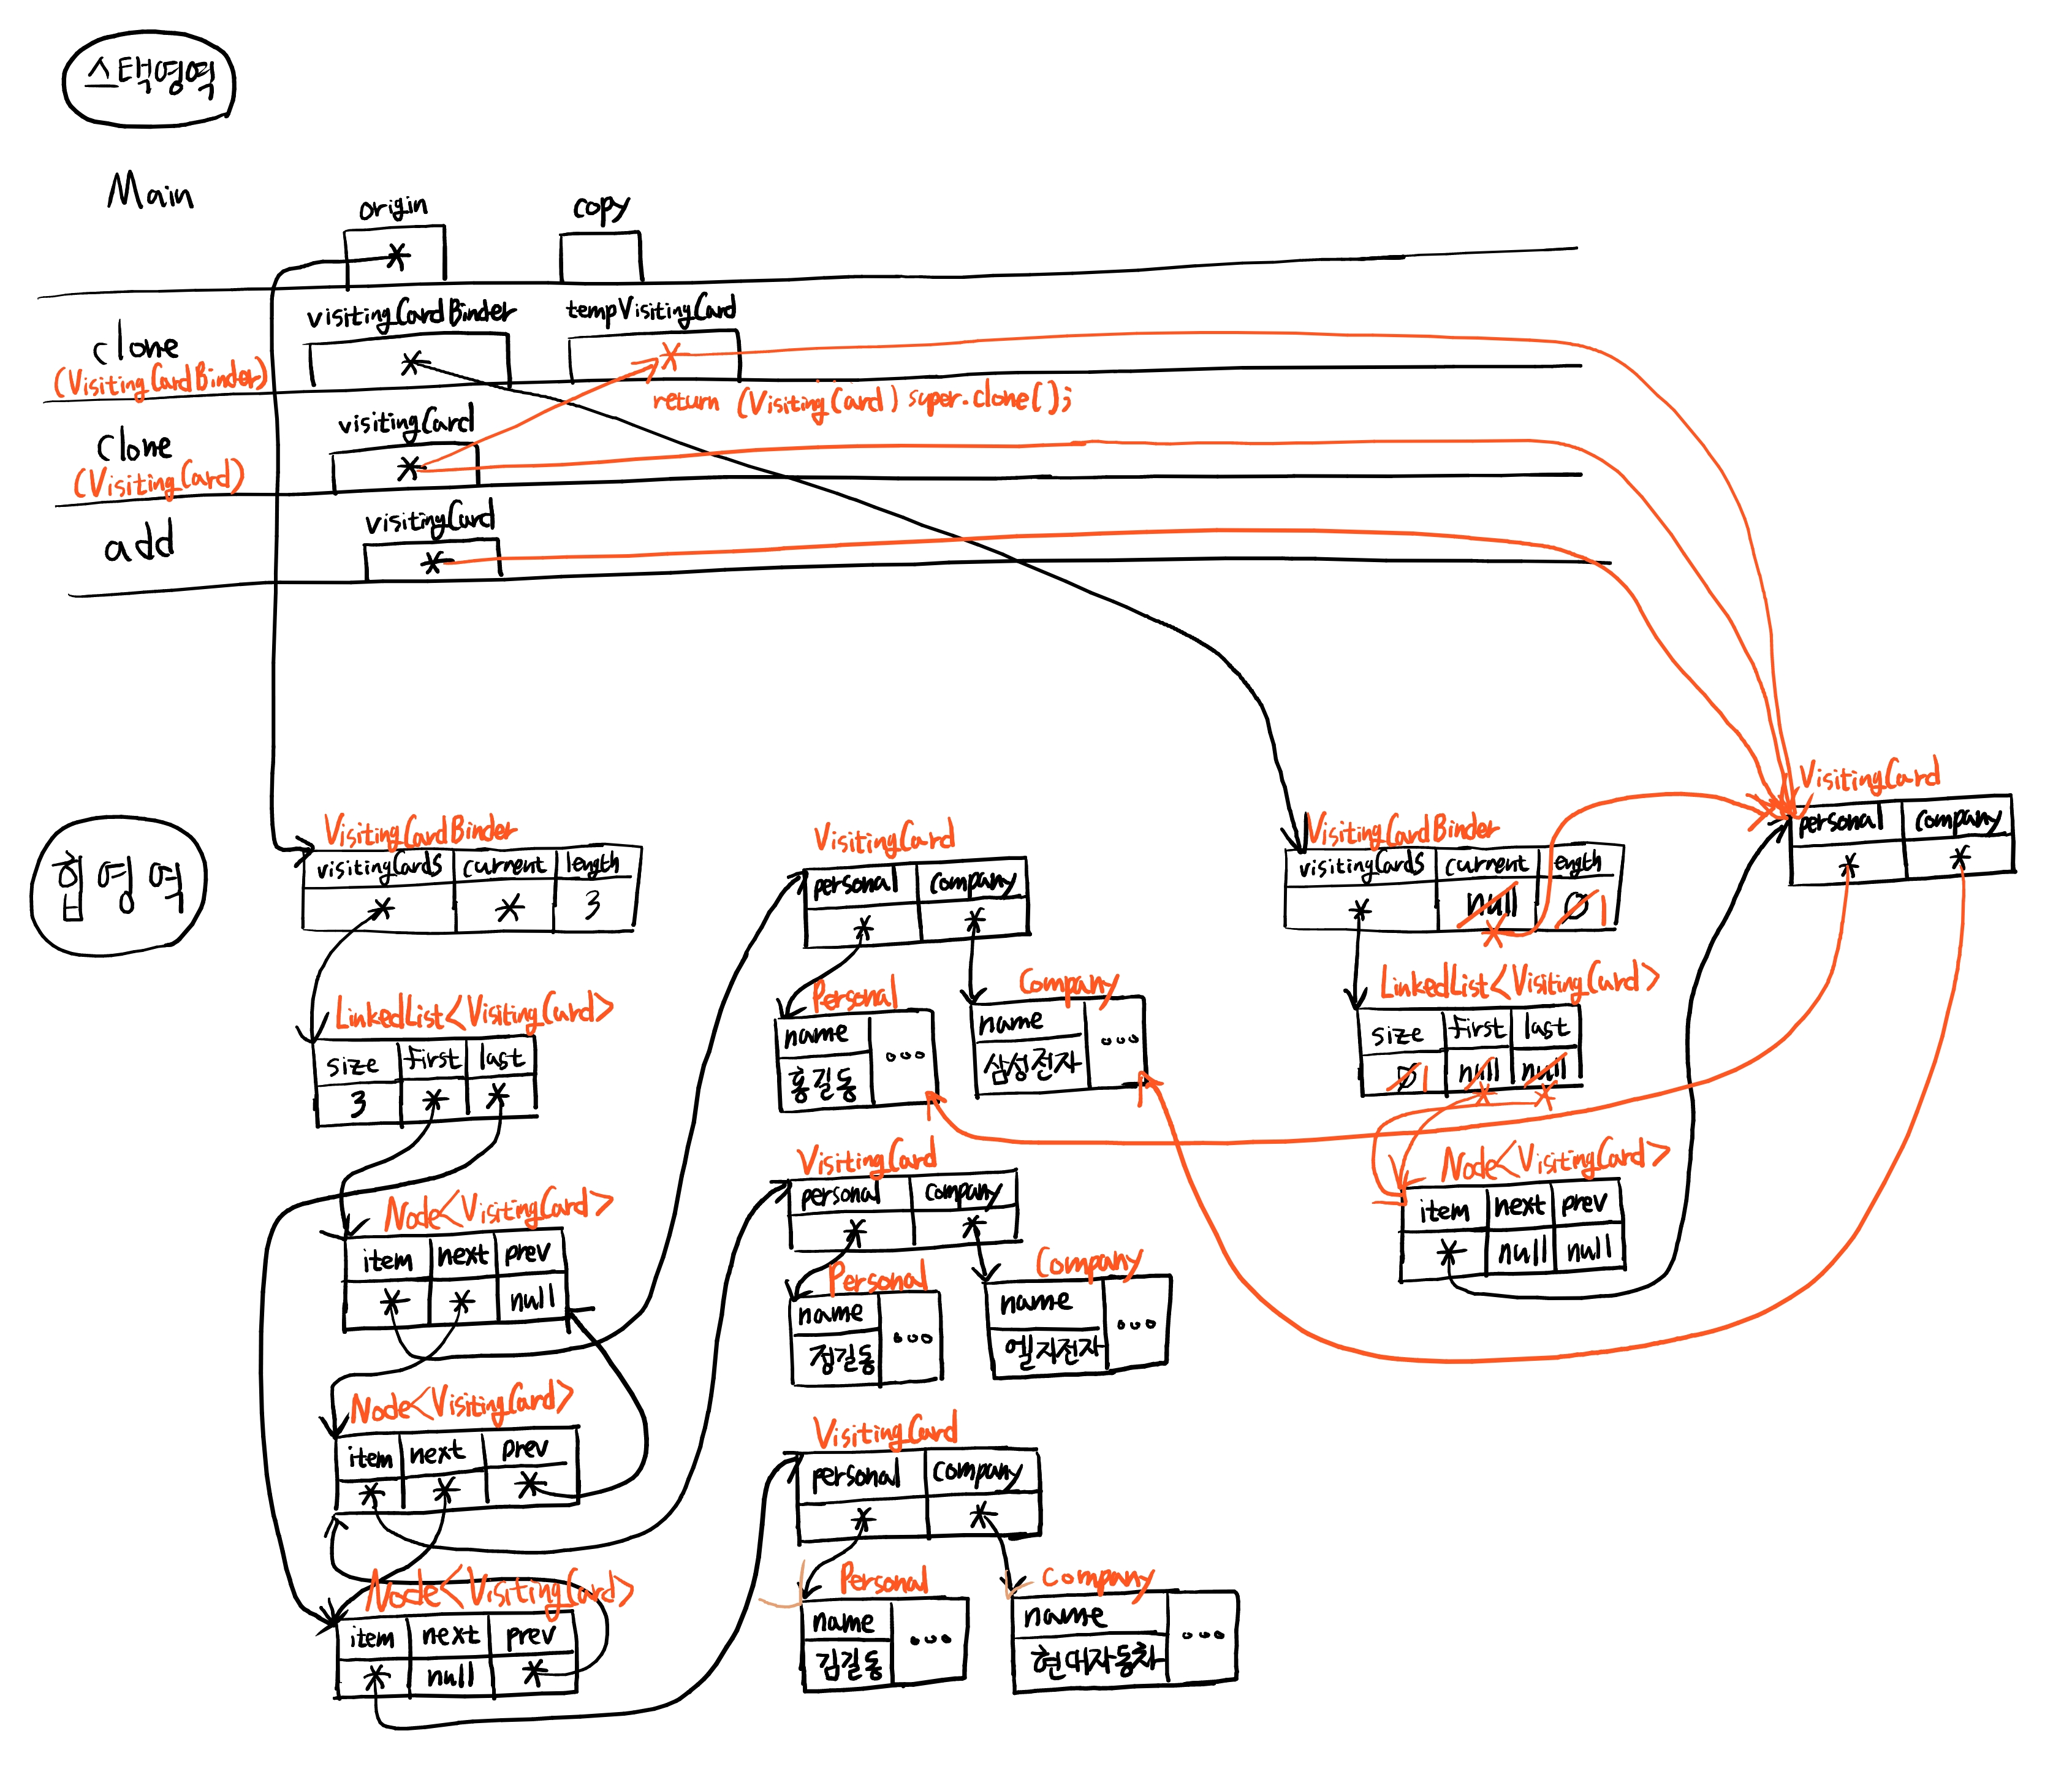 스택영역
Main
origin
copy
*
visitingCardBinder
tempVisitingCard
clone
(VisitingCardBinder)
*
*
return (VisitingCard) super.clone();
visitingCard
clone
(VisitingCard)
*
visitingCard
add
*
힙영역
VisitingCardBinder
visitingCards current length
* * 3
LinkedList<VisitingCard>
size first last
3 * *
Node<VisitingCard>
item next prev
* * null
Node<VisitingCard>
item next prev
* * *
Node<VisitingCard>
item next prev
* null *
VisitingCard
personal company
* *
Personal
name
홍길동
...
Company
name
삼성전자
...
VisitingCard
personal company
* *
Personal
name
정길동
...
Company
name
엘지전자
...
VisitingCard
personal company
* *
Personal
name
김길동
...
Company
name
현대자동차
...
VisitingCardBinder
visitingCards current length
* null 0 1
*
LinkedList<VisitingCard>
size first last
0 1 null null
* *
Node<VisitingCard>
item next prev
* null null
VisitingCard
personal company
* *